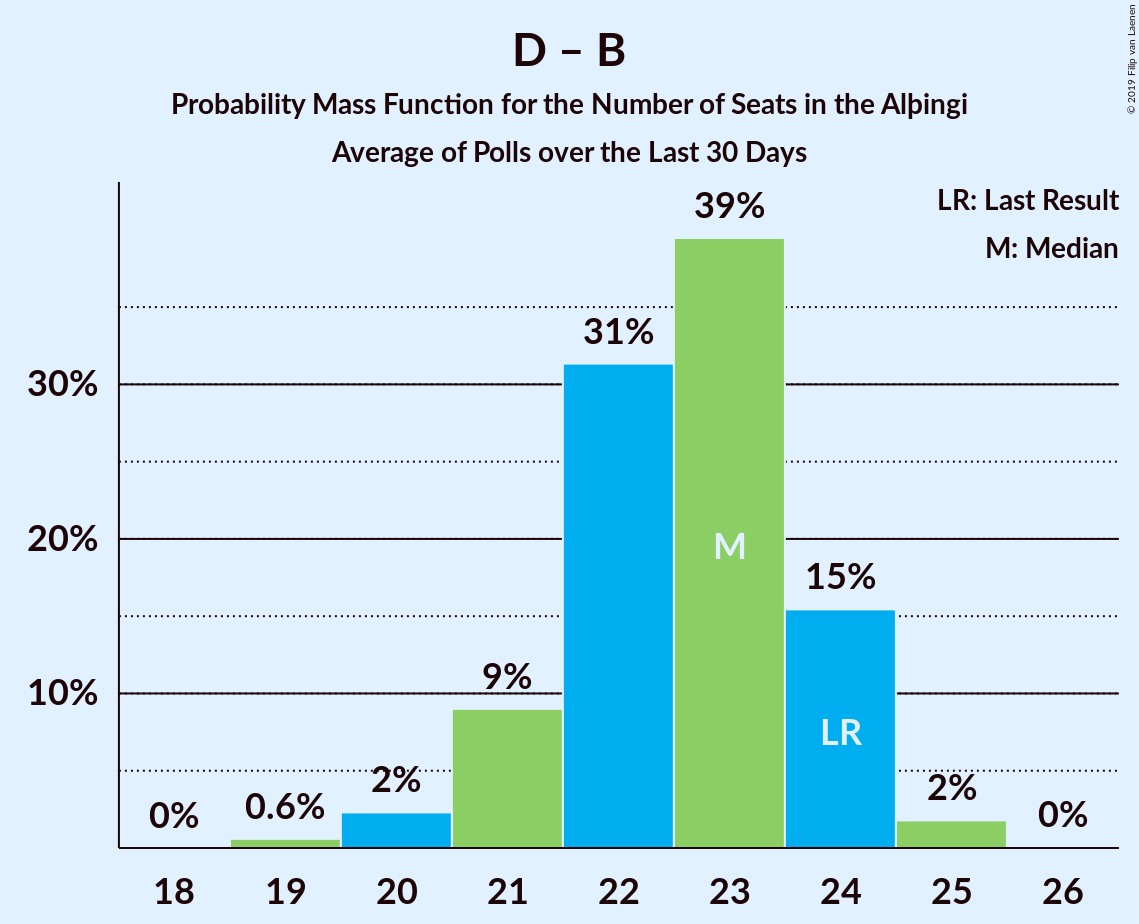 D – B
Probability Mass Function for the Number of Seats in the Alþingi
Average of Polls over the Last 30 Days
© 2019 Filip van Laenen
LR: Last Result
M: Median
39%
31%
30%
20%
M
15%
10%
9%
LR
2%
2%
0%
0.6%
0%
18 19 20 21 22 23 24 25 26